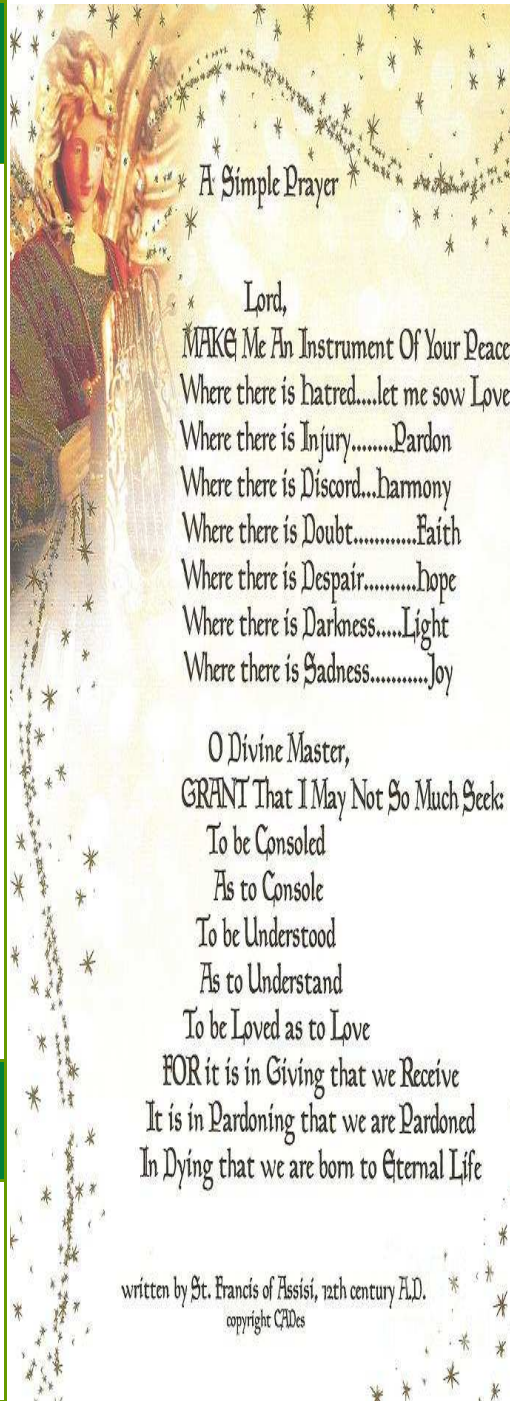 A Simple Prayer
Lord,
MAKE Me An Instrument Of Your Peace
Where there is hatred....let me sow Love
Where there is Injury........Pardon
Where there is Discord...harmony
Where there is Doubt............Faith
Where there is Despair..........hope
Where there is Darkness.....Light
Where there is Sadness...........Joy
O Divine Master,
GRANT That I May Not So Much Seek:
To be Consoled
As to Console
To be Understood
As to Understand
To be Loved as to Love
FOR it is in Giving that we Receive
It is in Pardoning that we are Pardoned
In Dying that we are born to Eternal Life
written by St. Francis of Assisi, 12th century A.D.
copyright CADes